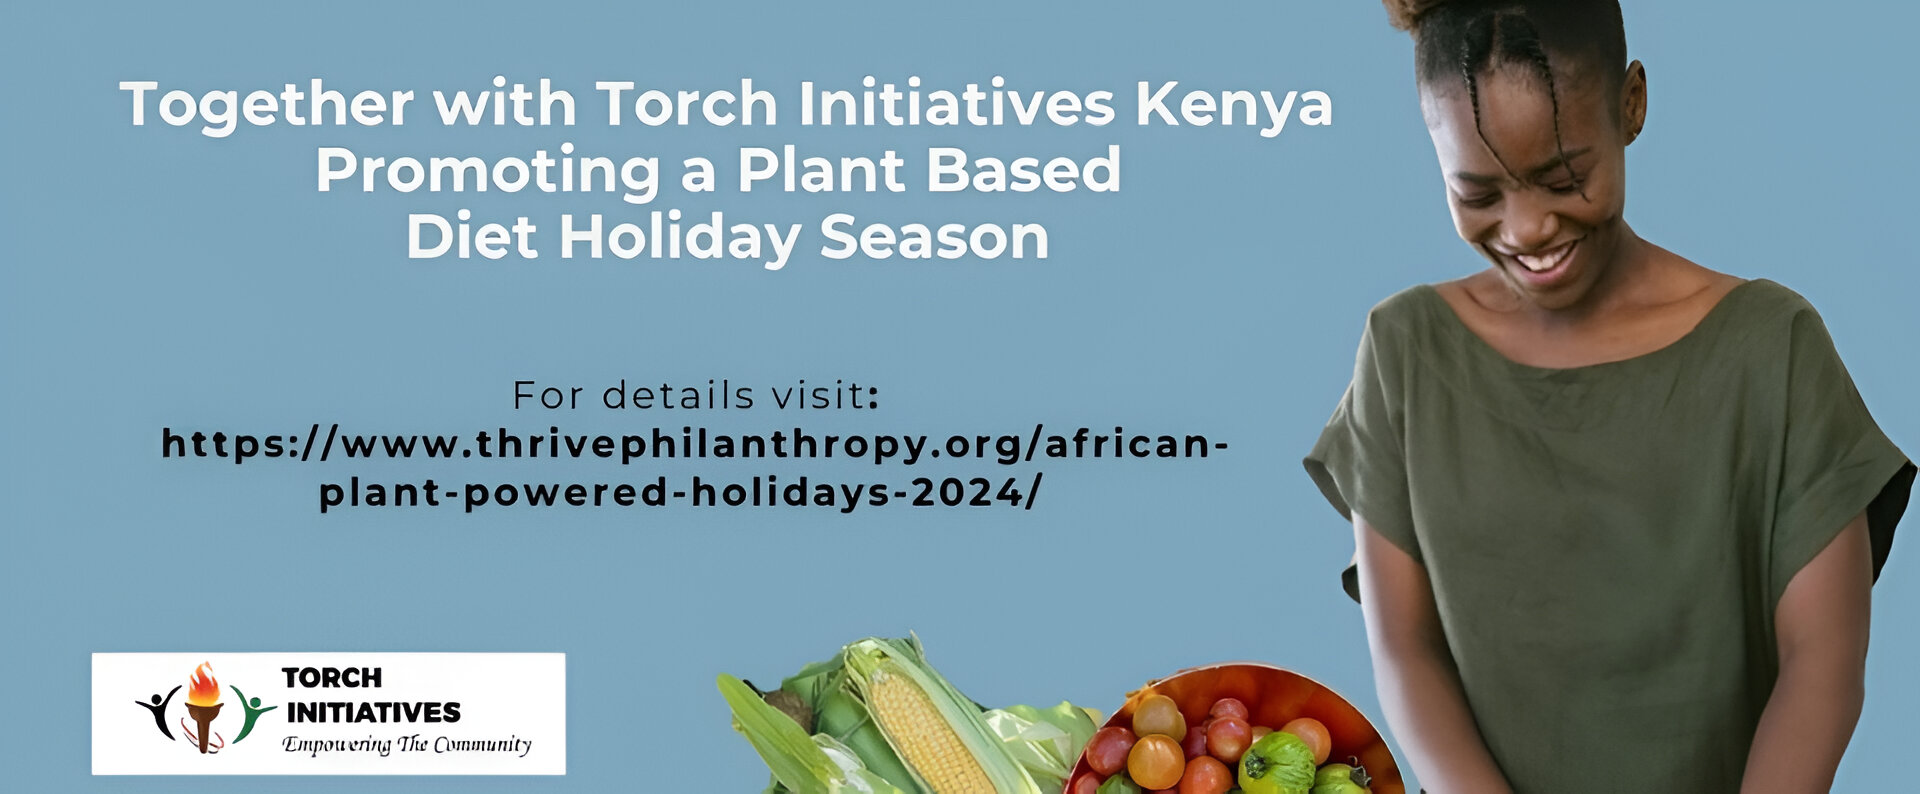 Together with Torch Initiatives Kenya
Promoting a Plant Based
Diet Holiday Season
For details visit:
https://www.thrivephilanthropy.org/african-
plant-powered-holidays-2024/
TORCH
INITIATIVES
Empowering The Community